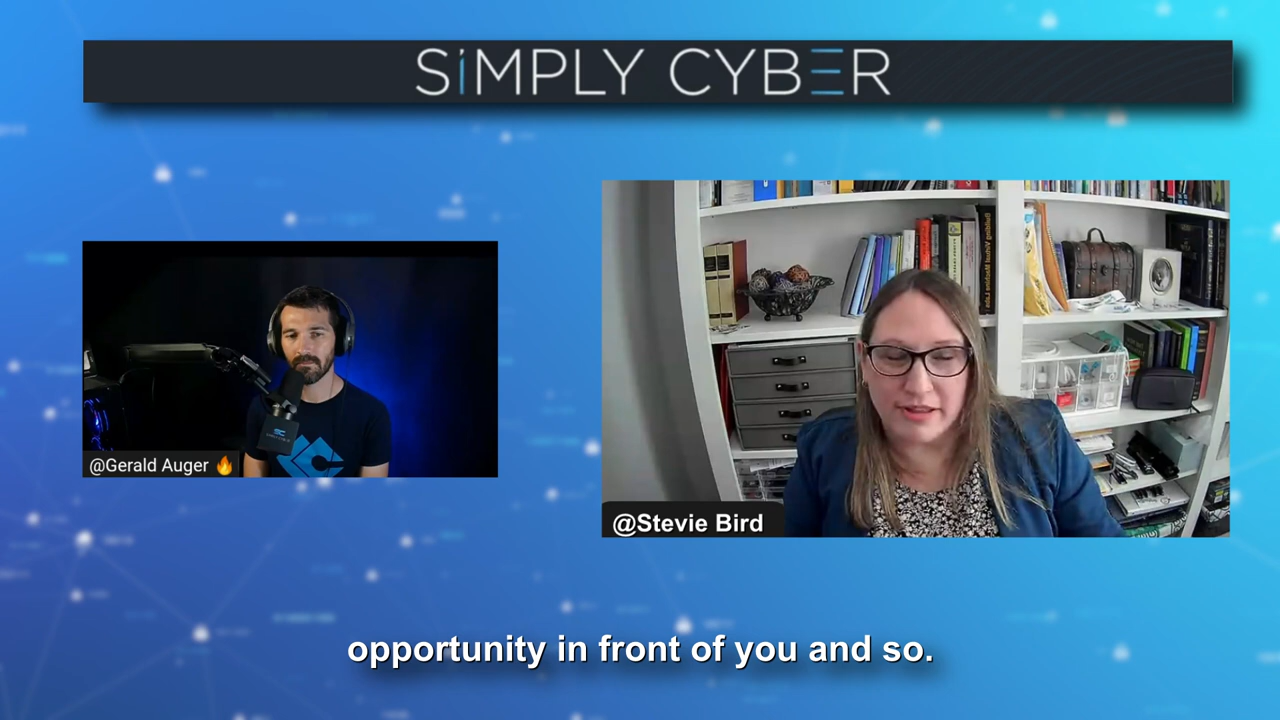 SiMPLY CYBER
@Gerald Auger 🔥
@Stevie Bird
opportunity in front of you and so.